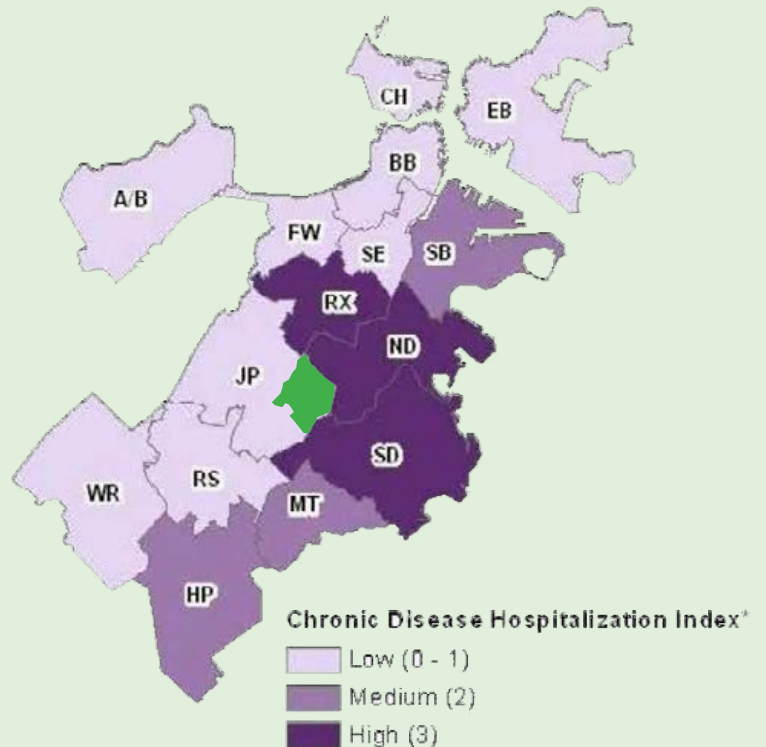 CH
EB
BB
A/B
FW
SE
SB
RX
ND
JP
SD
RS
WR
MT
HP
Chronic Disease Hospitalization Index*
Low (0 - 1)
Medium (2)
High (3)